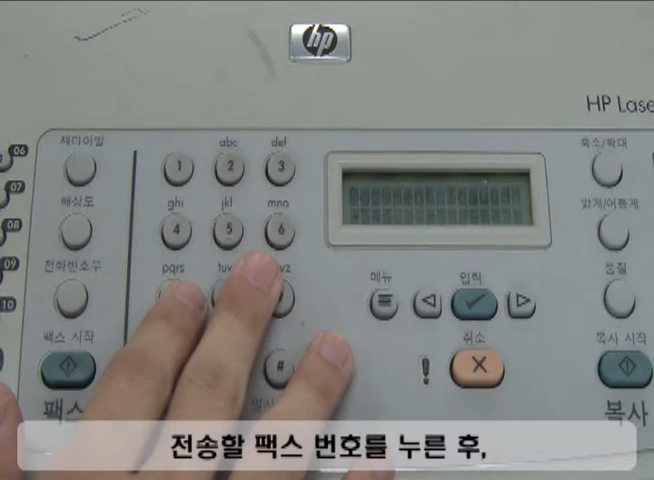 hp
HP Lase
재다이얼
abc
def
축소/확대
06
1
2
3
07
해상도
ghi
jkl
mno
밝게/어둡게
08
4
5
6
09
전화번호부
pqrs
tuv
yz
메뉴
입력
품질
10
팩스 시작
#
취소
복사 시작
팩스
복사
전송할 팩스 번호를 누른 후,